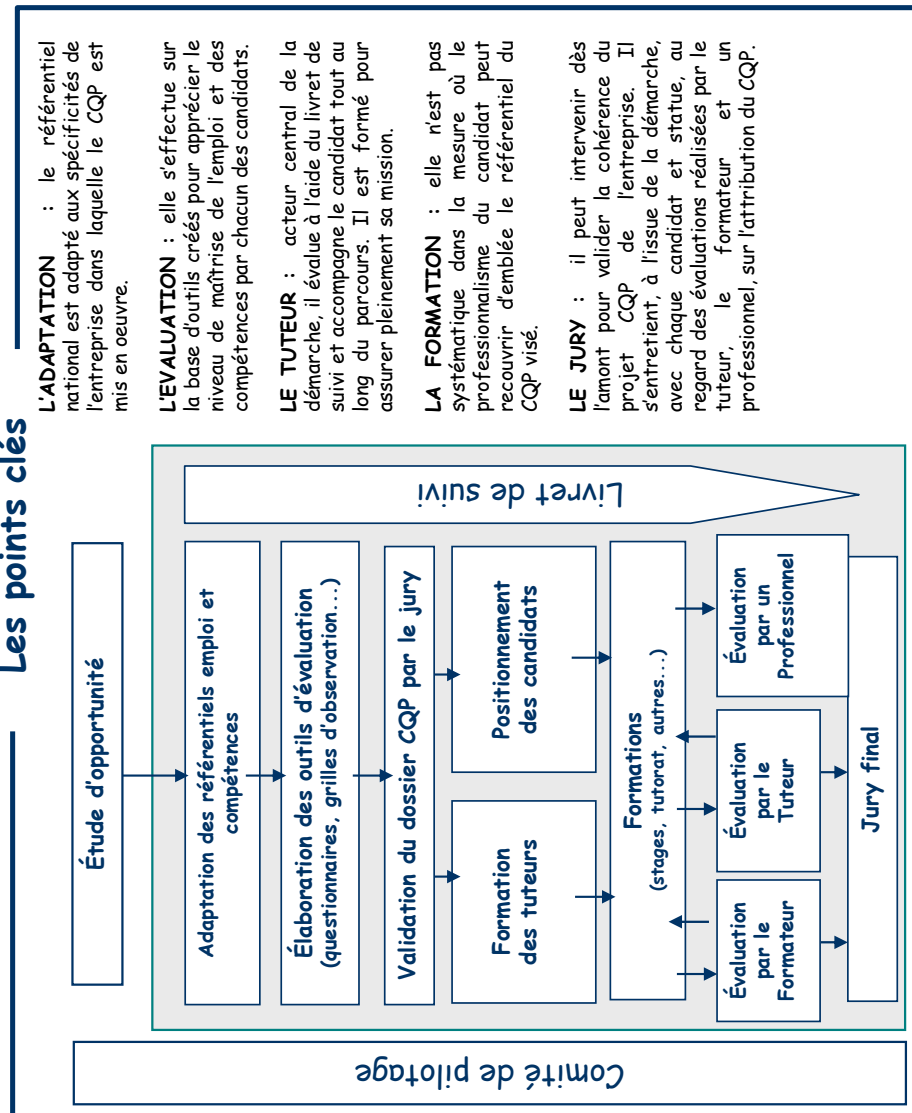 Les points clés
Comité de pilotage
Étude d'opportunité
Adaptation des référentiels emploi et
compétences
Élaboration des outils d'évaluation
(questionnaires, grilles d'observation...)
Validation du dossier CQP par le jury
Formation
des tuteurs
Positionnement
des candidats
Formations
(stages, tutorat, autres...)
Évaluation
par le
Formateur
Évaluation
par le
Tuteur
Évaluation
par un
Professionnel
Jury final
Livret de suivi
L'ADAPTATION : le référentiel
national est adapté aux spécificités de
l'entreprise dans laquelle le CQP est
mis en oeuvre.
L'EVALUATION : elle s'effectue sur
la base d'outils créés pour apprécier le
niveau de maîtrise de l'emploi et des
compétences par chacun des candidats.
LE TUTEUR : acteur central de la
démarche, il évalue à l'aide du livret de
suivi et accompagne le candidat tout au
long du parcours. Il est formé pour
assurer pleinement sa mission.
LA FORMATION : elle n'est pas
systématique dans la mesure où le
professionnalisme du candidat peut
recouvrir d'emblée le référentiel du
CQP visé.
LE JURY : il peut intervenir dès
l'amont pour valider la cohérence du
projet CQP de l'entreprise. Il
s'entretient, à l'issue de la démarche,
avec chaque candidat et statue, au
regard des évaluations réalisées par le
tuteur, le formateur et un
professionnel, sur l'attribution du CQP.